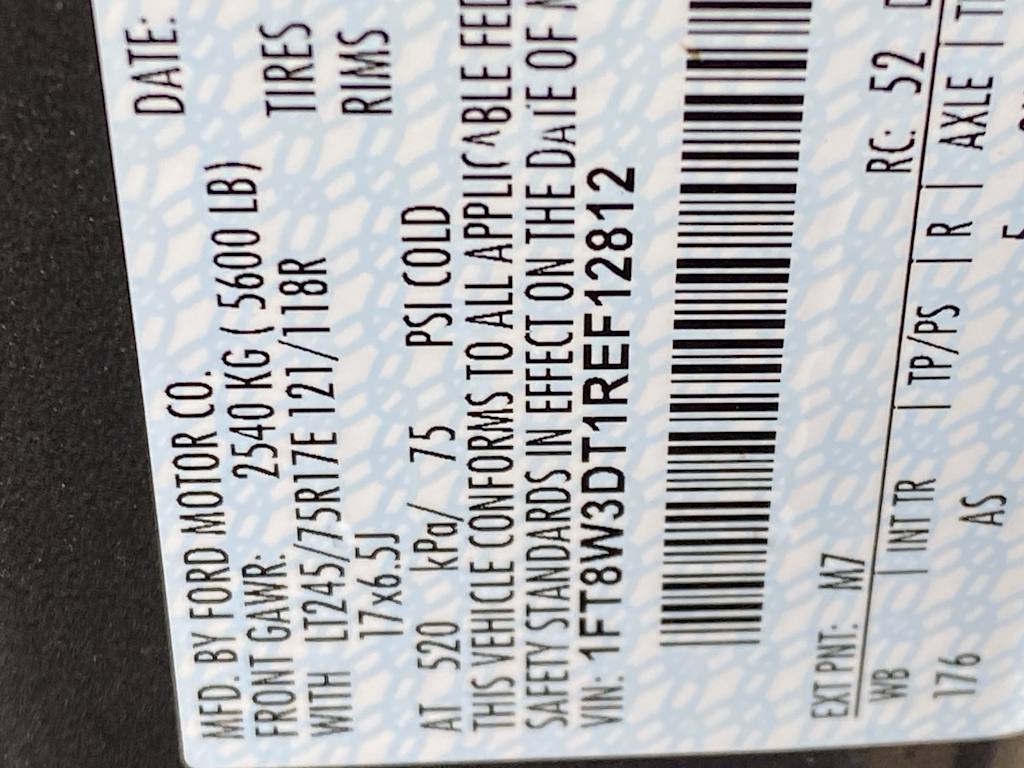 MFD. BY FORD MOTOR CO. DATE:
FRONT GAWR: 2540 KG ( 5600 LB)
WITH LT245/75R17E 121/118R TIRES
17x6.5J RIMS
AT 520 kPa/ 75 PSI COLD
THIS VEHICLE CONFORMS TO ALL APPLICABLE FED
SAFETY STANDARDS IN EFFECT ON THE DATE OF
VIN: 1FT8W3DT1REF12812
EXT PNT: M7 RC: 52
WB | INT TR | TP/PS | R | AXLE |
176 AS